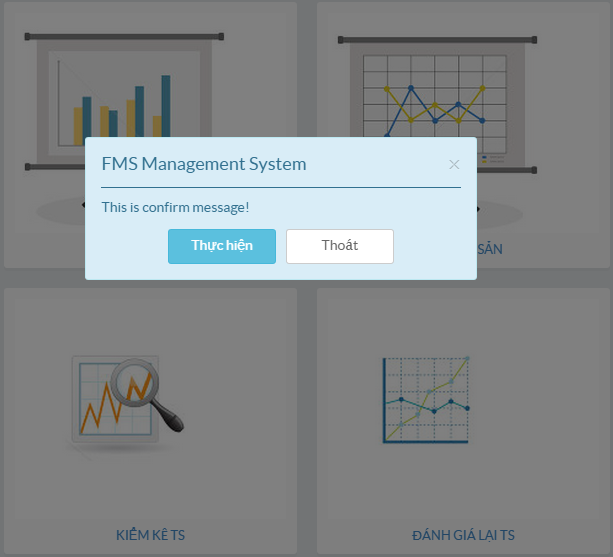 FMS Management System
×
This is confirm message!
Thực hiện Thoát
SẢN
KIỂM KÊ TS
ĐÁNH GIÁ LẠI TS